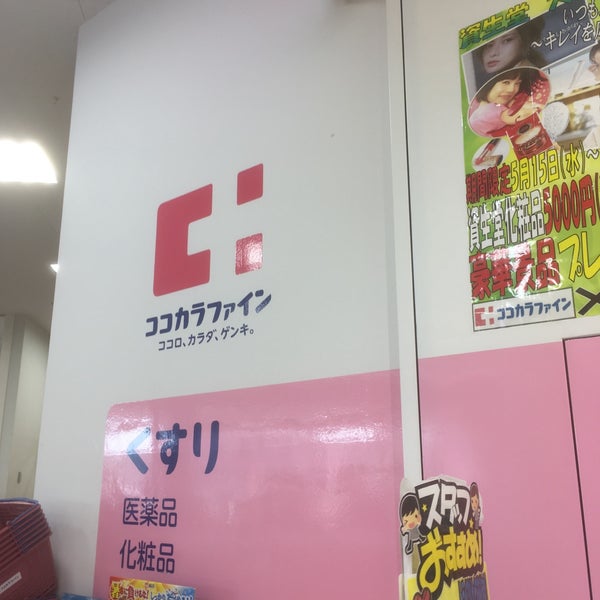 ココカラファイン
ココロ、カラダ、ゲンキ。
くすり
医薬品
化粧品
資生堂
いつも
～キレイを
期間限定5月15日(水)～
資生堂化粧品5000円
豪華景品プレ
ココカラファイン
スタッフ
おすすめ!